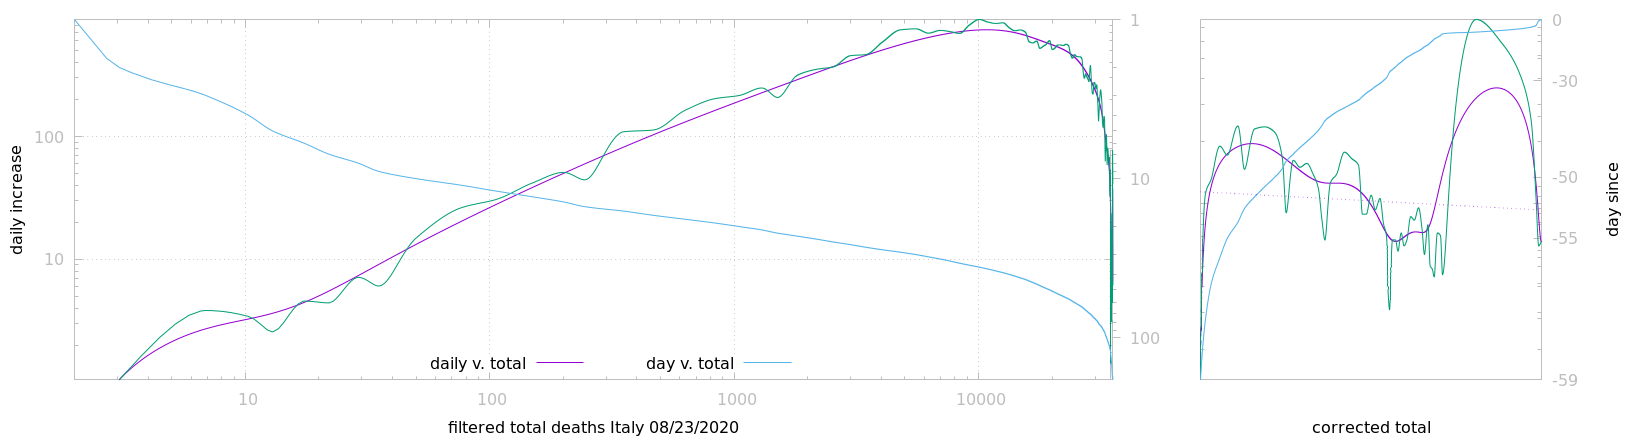 daily increase
100
10
daily v. total
day v. total
10
100
1000
10000
filtered total deaths Italy 08/23/2020
1
10
100
0
-30
-50
-55
-59
day since
corrected total